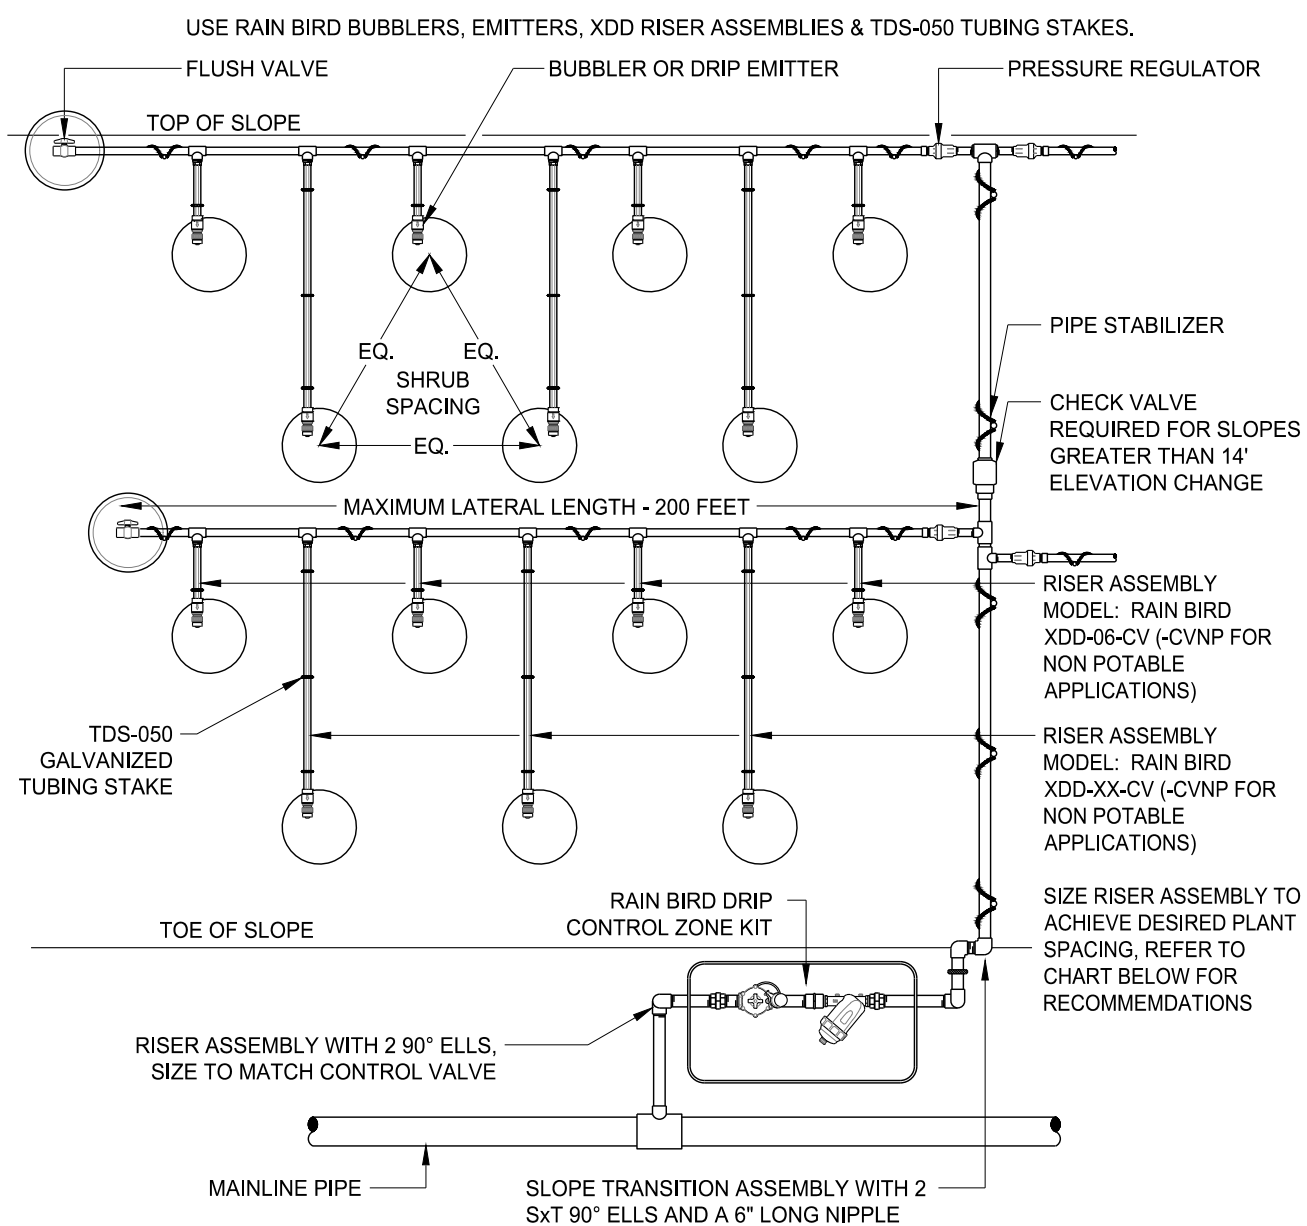 USE RAIN BIRD BUBBLERS, EMITTERS, XDD RISER ASSEMBLIES & TDS-050 TUBING STAKES.
FLUSH VALVE
BUBBLER OR DRIP EMITTER
PRESSURE REGULATOR
TOP OF SLOPE
PIPE STABILIZER
EQ.
EQ.
SHRUB
SPACING
EQ.
CHECK VALVE
REQUIRED FOR SLOPES
GREATER THAN 14'
ELEVATION CHANGE
MAXIMUM LATERAL LENGTH - 200 FEET
RISER ASSEMBLY
MODEL: RAIN BIRD
XDD-06-CV (-CVNP FOR
NON POTABLE
APPLICATIONS)
TDS-050
GALVANIZED
TUBING STAKE
RISER ASSEMBLY
MODEL: RAIN BIRD
XDD-XX-CV (-CVNP FOR
NON POTABLE
APPLICATIONS)
RAIN BIRD DRIP
CONTROL ZONE KIT
SIZE RISER ASSEMBLY TO
ACHIEVE DESIRED PLANT
SPACING, REFER TO
CHART BELOW FOR
RECOMMEMDATIONS
TOE OF SLOPE
RISER ASSEMBLY WITH 2 90° ELLS,
SIZE TO MATCH CONTROL VALVE
MAINLINE PIPE
SLOPE TRANSITION ASSEMBLY WITH 2
SxT 90° ELLS AND A 6" LONG NIPPLE